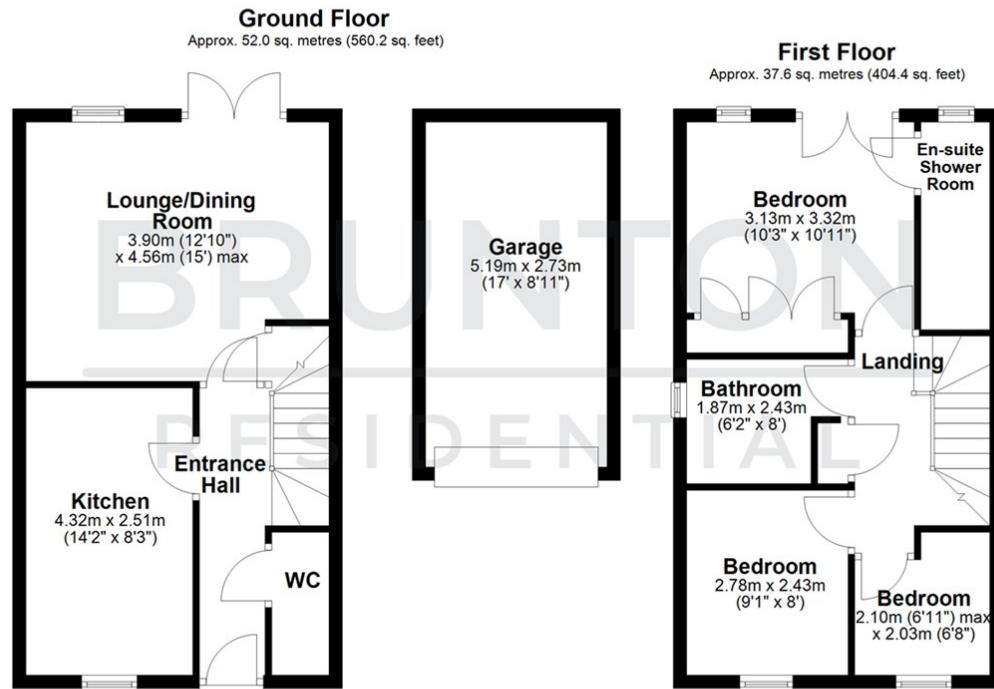 Ground Floor
Approx. 52.0 sq. metres (560.2 sq. feet)
Lounge/Dining
Room
3.90m (12'10")
x 4.56m (15') max
Kitchen
4.32m x 2.51m
(14'2" x 8'3")
Entrance
Hall
WC
Garage
5.19m x 2.73m
(17' x 8'11")
First Floor
Approx. 37.6 sq. metres (404.4 sq. feet)
Bedroom
3.13m x 3.32m
(10'3" x 10'11")
En-suite
Shower
Room
Landing
Bathroom
1.87m x 2.43m
(6'2" x 8')
Bedroom
2.78m x 2.43m
(9'1" x 8')
Bedroom
2.10m (6'11") max
x 2.03m (6'8")
BRUNTON
RESIDENTIAL